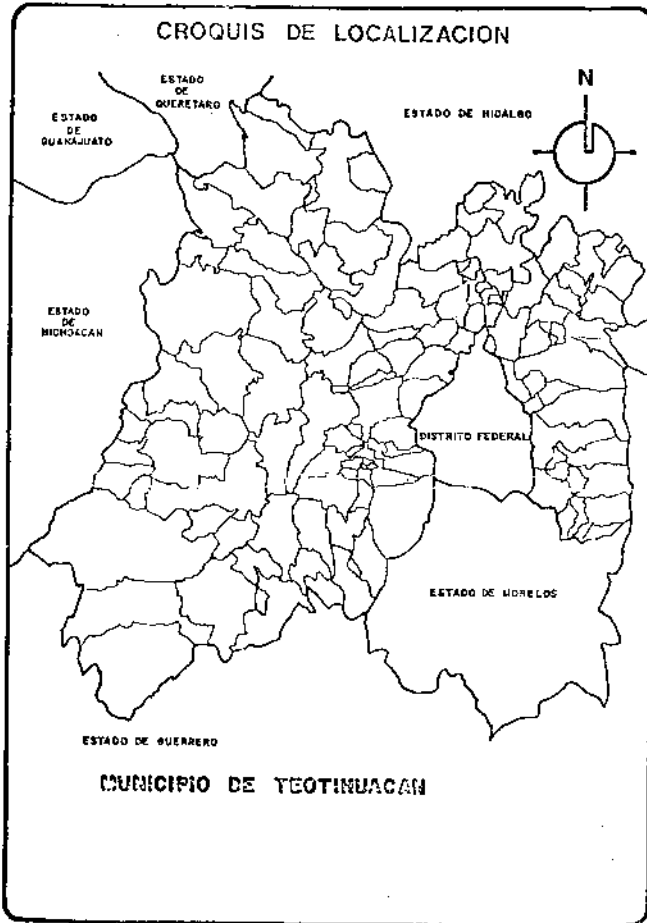 CROQUIS DE LOCALIZACION
ESTADO
DE
QUERETARO
ESTADO
DE
GUANAJUATO
ESTADO DE HIDALGO
N
ESTADO
DE
MICHOACAN
DISTRITO FEDERAL
ESTADO DE MORELOS
ESTADO DE GUERRERO
MUNICIPIO DE TEOTIHUACAN